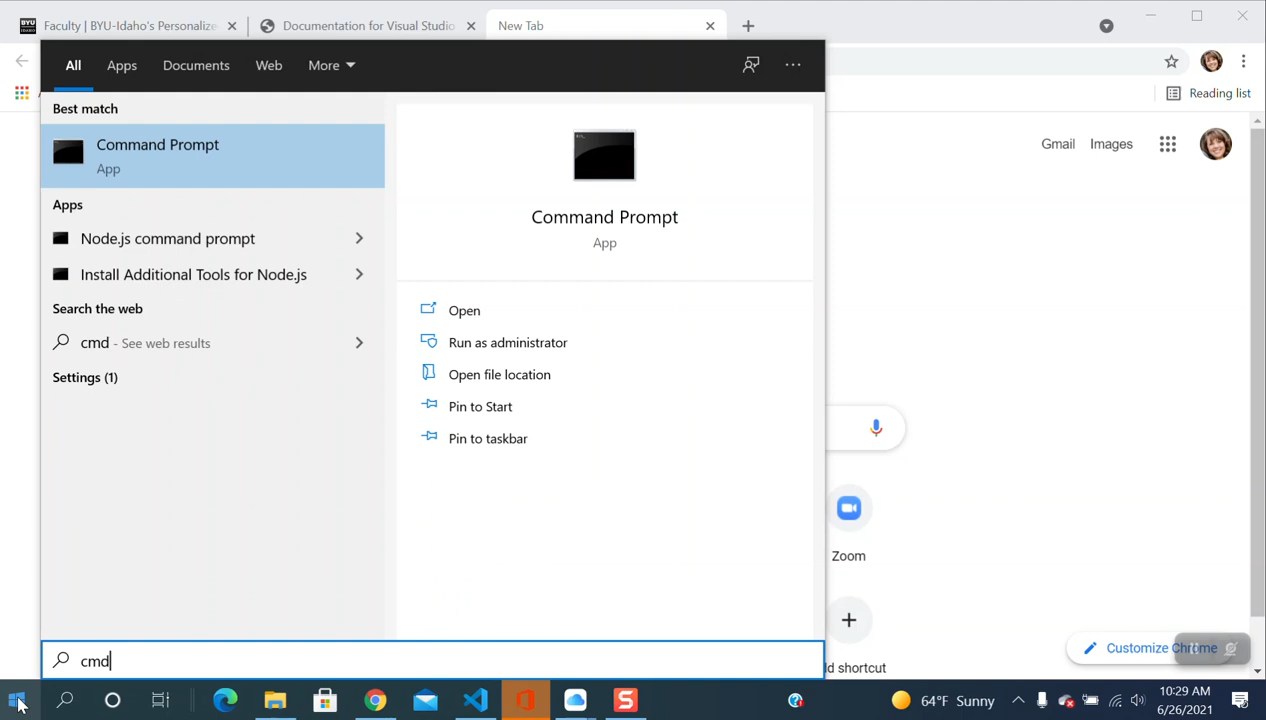 BYU
IDAHO
Faculty | BYU-Idaho's Personalize
Documentation for Visual Studio
New Tab
All
Apps
Documents
Web
More
Reading list
Best match
Command Prompt
App
Apps
Node.js command prompt
Install Additional Tools for Node.js
Search the web
cmd - See web results
Settings (1)
Command Prompt
App
Open
Run as administrator
Open file location
Pin to Start
Pin to taskbar
Gmail
Images
Zoom
d shortcut
Customize Chrome
cmd
64°F Sunny
10:29 AM
6/26/2021